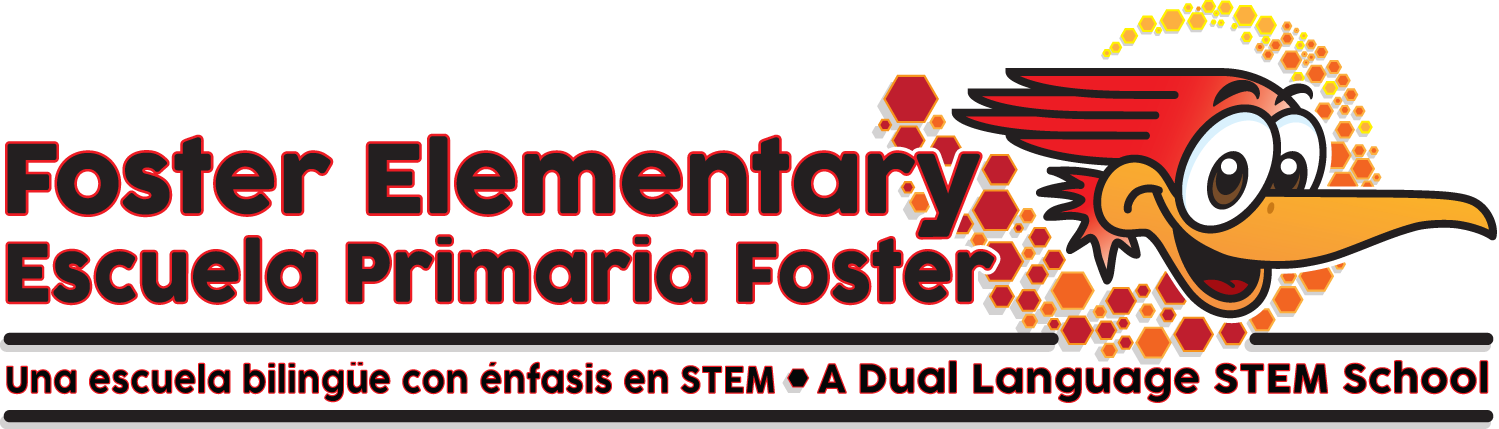 Foster Elementary
Escuela Primaria Foster
Una escuela bilingüe con énfasis en STEM • A Dual Language STEM School